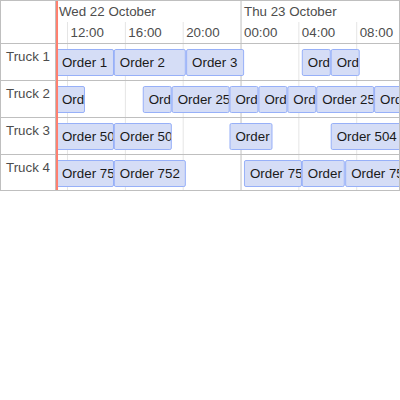 Wed 22 October Thu 23 October
12:00 16:00 20:00 00:00 04:00 08:00
Truck 1 Order 1 Order 2 Order 3 Ord Ord
Truck 2 Ord Ord Order 25 Ord Ord Ord Order 25 Ord
Truck 3 Order 50 Order 50 Order Order 504
Truck 4 Order 75 Order 752 Order 75 Order Order 75